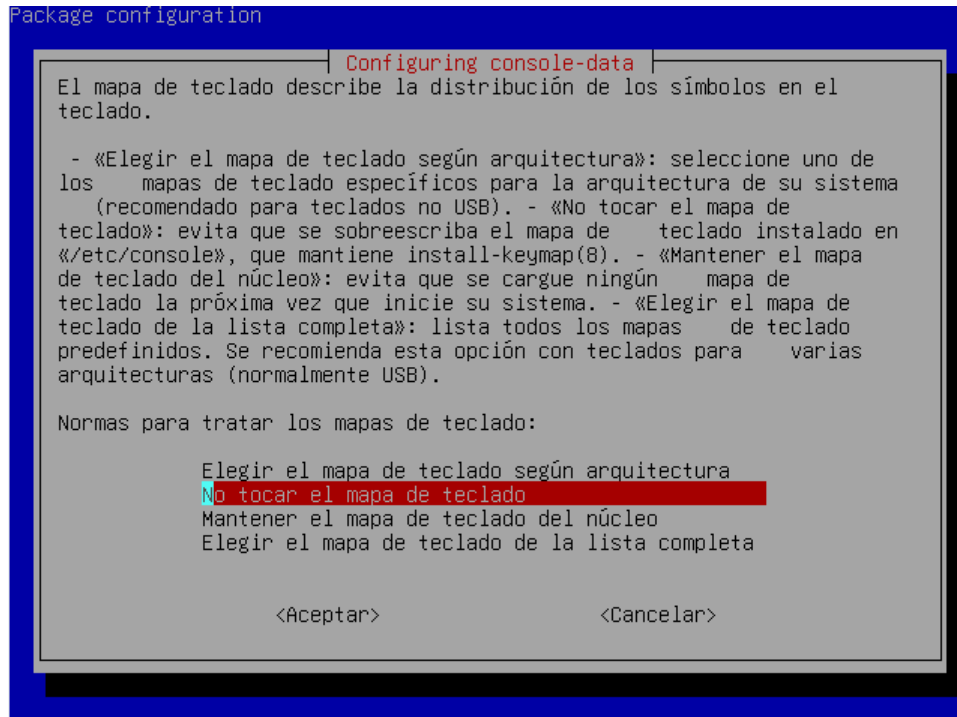 Package configuration
Configuring console-data
El mapa de teclado describe la distribución de los símbolos en el
teclado.
- «Elegir el mapa de teclado según arquitectura»: seleccione uno de
los    mapas de teclado específicos para la arquitectura de su sistema
(recomendado para teclados no USB). - «No tocar el mapa de
teclado»: evita que se sobreescriba el mapa de    teclado instalado en
«/etc/console», que mantiene install-keymap(8). - «Mantener el mapa
de teclado del núcleo»: evita que se cargue ningún    mapa de
teclado la próxima vez que inicie su sistema. - «Elegir el mapa de
teclado de la lista completa»: lista todos los mapas    de teclado
predefinidos. Se recomienda esta opción con teclados para    varias
arquitecturas (normalmente USB).
Normas para tratar los mapas de teclado:
Elegir el mapa de teclado según arquitectura
No tocar el mapa de teclado
Mantener el mapa de teclado del núcleo
Elegir el mapa de teclado de la lista completa
<Aceptar> <Cancelar>